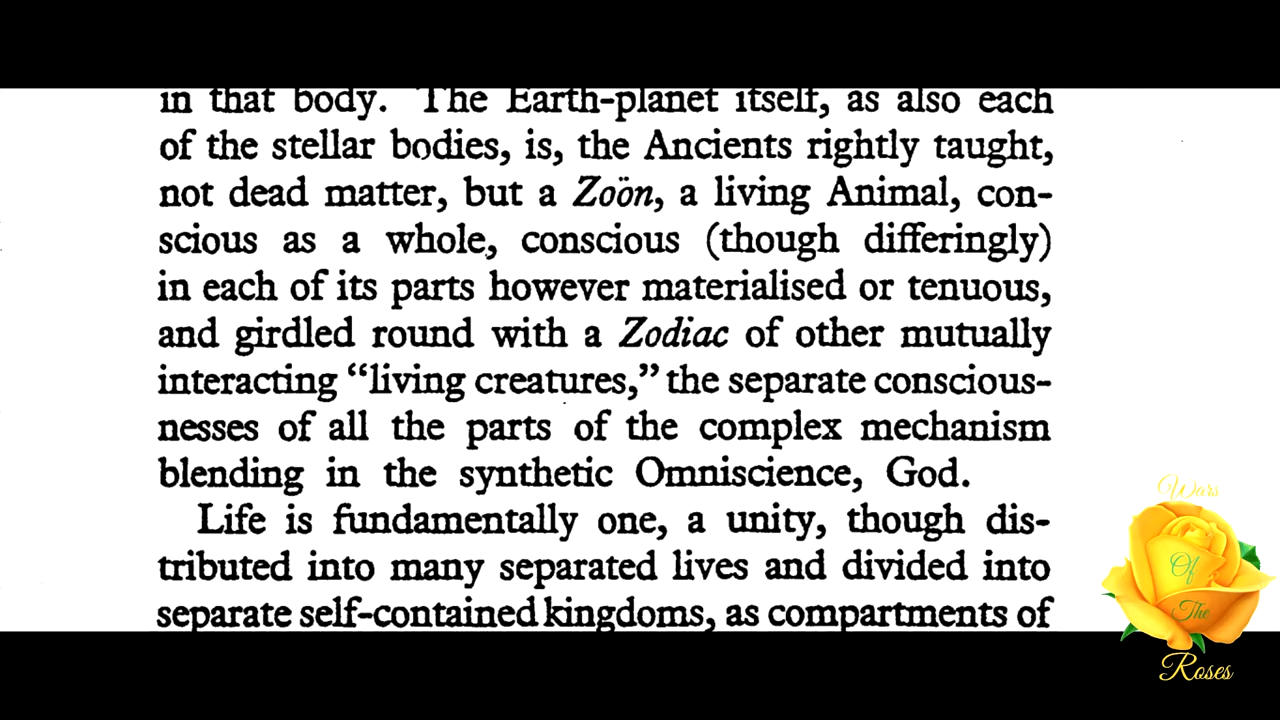 in that body. The Earth-planet itself, as also each
of the stellar bodies, is, the Ancients rightly taught,
not dead matter, but a Zoön, a living Animal, con-
scious as a whole, conscious (though differingly)
in each of its parts however materialised or tenuous,
and girdled round with a Zodiac of other mutually
interacting “living creatures,” the separate conscious-
nesses of all the parts of the complex mechanism
blending in the synthetic Omniscience, God.
Life is fundamentally one, a unity, though dis-
tributed into many separated lives and divided into
separate self-contained kingdoms, as compartments of
Wars
Of
The
Roses